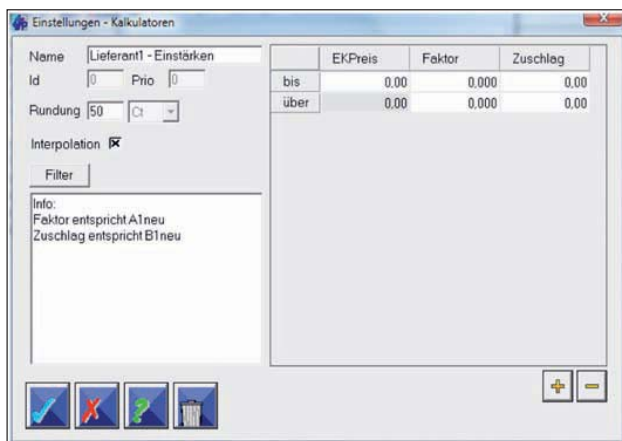 Einstellungen - Kalkulatoren
Name Lieferant1 - Einstärken
Id 0 Prio 0
Rundung 50 Ct
Interpolation
Filter
Info:
Faktor entspricht A1neu
Zuschlag entspricht B1neu
EKPreis Faktor Zuschlag
bis 0.00 0.000 0.00
über 0.00 0.000 0.00